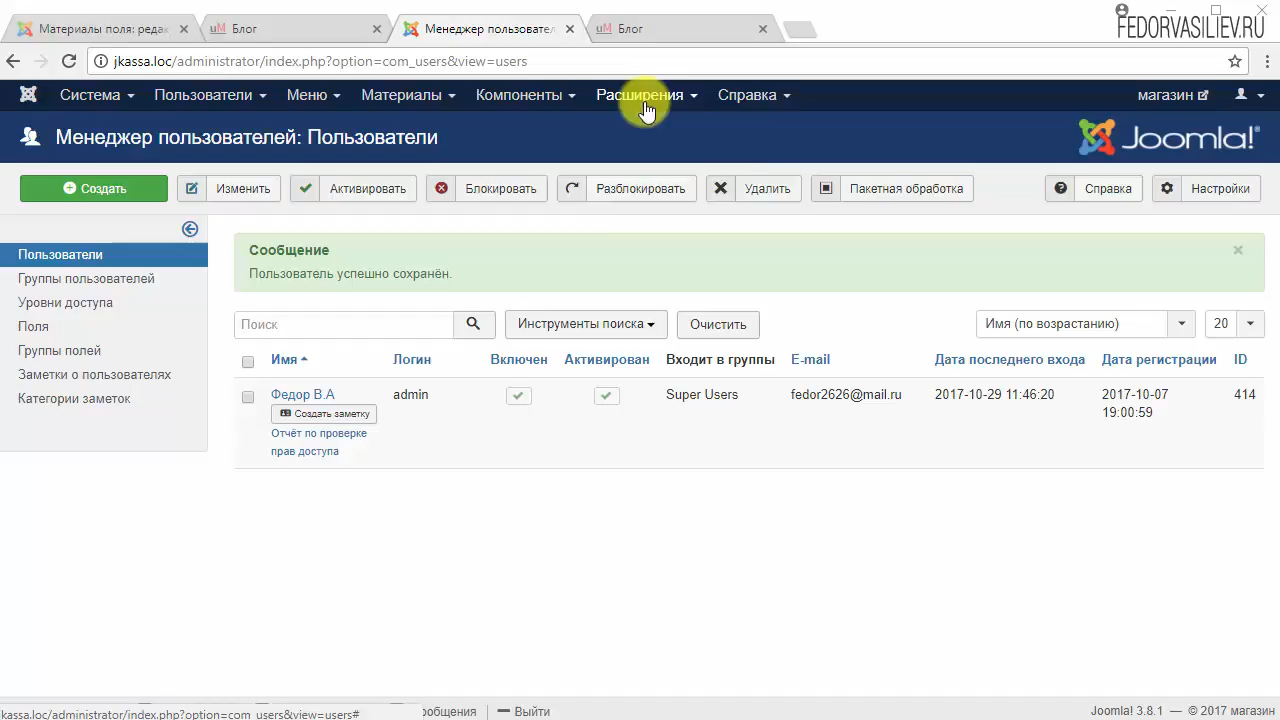 Материалы поля: редак
uM Блог
Менеджер пользовател
uM Блог
FEDORVASILIEV.RU
jkassa.loc/administrator/index.php?option=com_users&view=users
Система Пользователи Меню Материалы Компоненты Расширения Справка магазин
Менеджер пользователей: Пользователи
Joomla!®
Создать Изменить Активировать Блокировать Разблокировать Удалить Пакетная обработка Справка Настройки
Пользователи
Группы пользователей
Уровни доступа
Поля
Группы полей
Заметки о пользователях
Категории заметок
Сообщение
Пользователь успешно сохранён.
Поиск Инструменты поиска Очистить Имя (по возрастанию) 20
Имя Логин Включен Активирован Входит в группы E-mail Дата последнего входа Дата регистрации ID
Федор В.А admin Super Users fedor2626@mail.ru 2017-10-29 11:46:20 2017-10-07 19:00:59 414
Создать заметку
Отчёт по проверке
прав доступа
kassa.loc/administrator/index.php?option=com_users&view=users#
ообщения Выйти
Joomla! 3.8.1 — © 2017 магазин